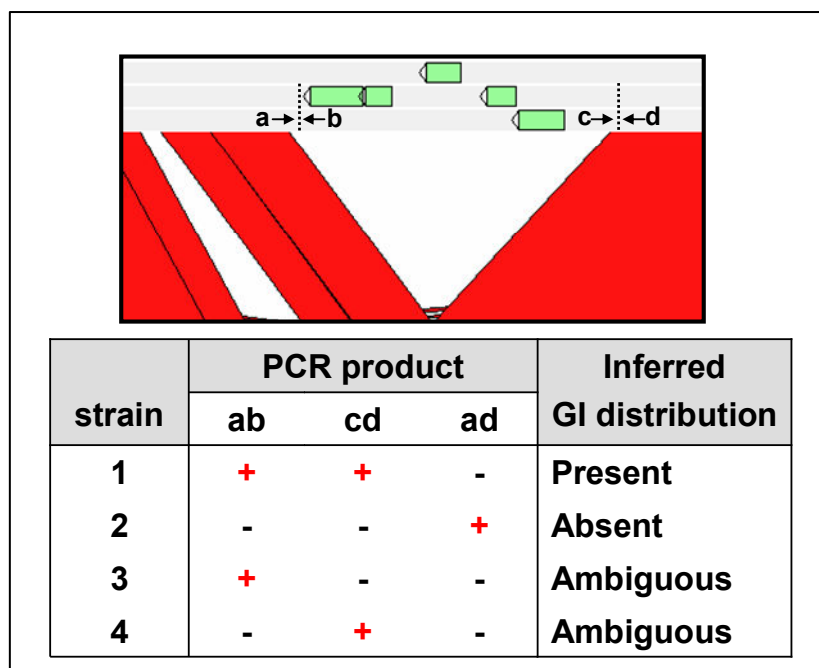 a b c d
PCR product Inferred
strain ab cd ad GI distribution
1 + + - Present
2 - - + Absent
3 + - - Ambiguous
4 - + - Ambiguous